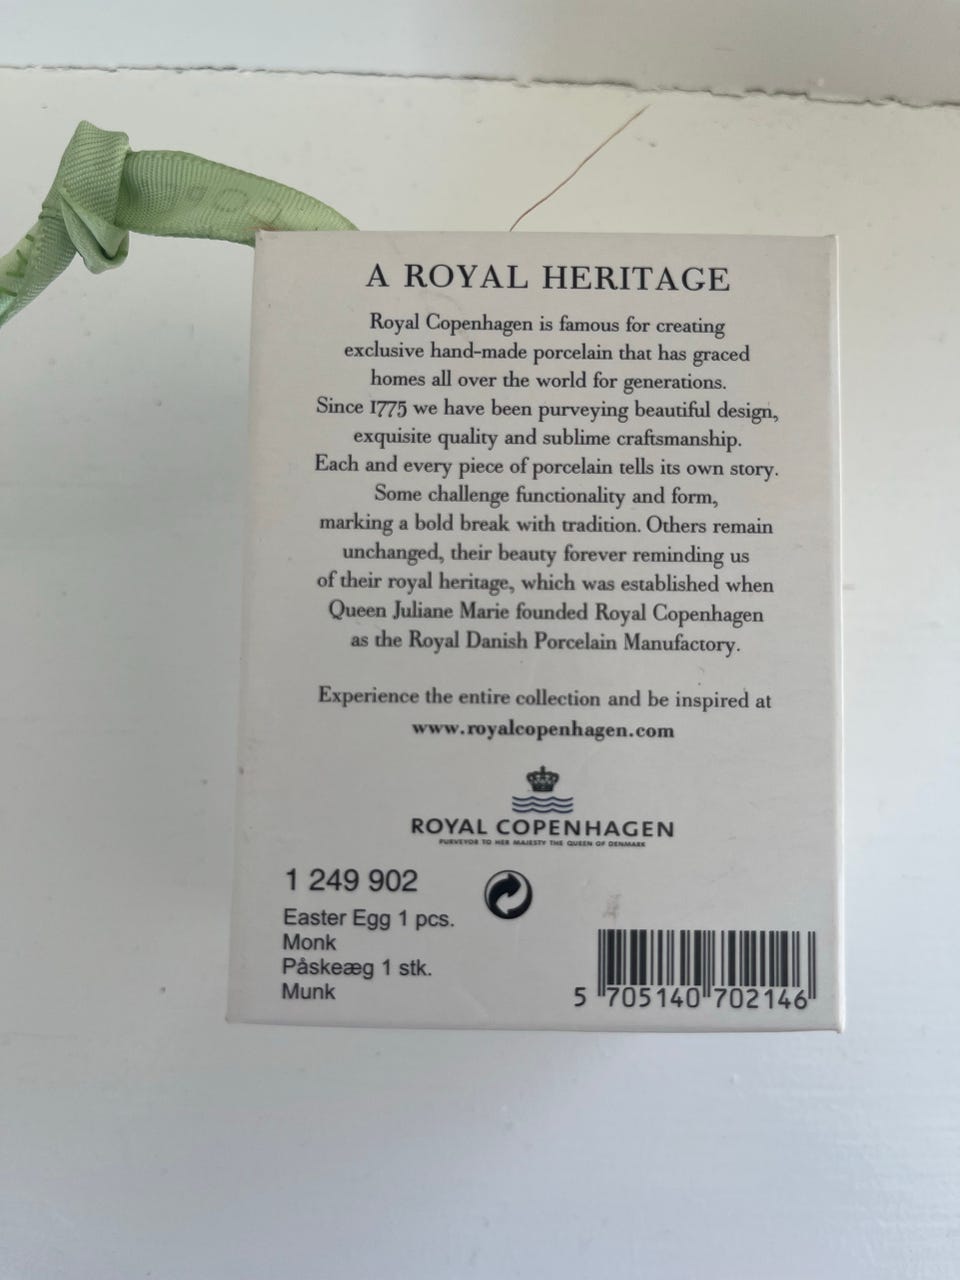 A ROYAL HERITAGE
Royal Copenhagen is famous for creating
exclusive hand-made porcelain that has graced
homes all over the world for generations.
Since 1775 we have been purveying beautiful design,
exquisite quality and sublime craftsmanship.
Each and every piece of porcelain tells its own story.
Some challenge functionality and form,
marking a bold break with tradition. Others remain
unchanged, their beauty forever reminding us
of their royal heritage, which was established when
Queen Juliane Marie founded Royal Copenhagen
as the Royal Danish Porcelain Manufactory.
Experience the entire collection and be inspired at
www.royalcopenhagen.com
ROYAL COPENHAGEN
PURVEYOR TO HER MAJESTY THE QUEEN OF DENMARK
1 249 902
Easter Egg 1 pcs.
Monk
Påskeæg 1 stk.
Munk
5 705140 702146